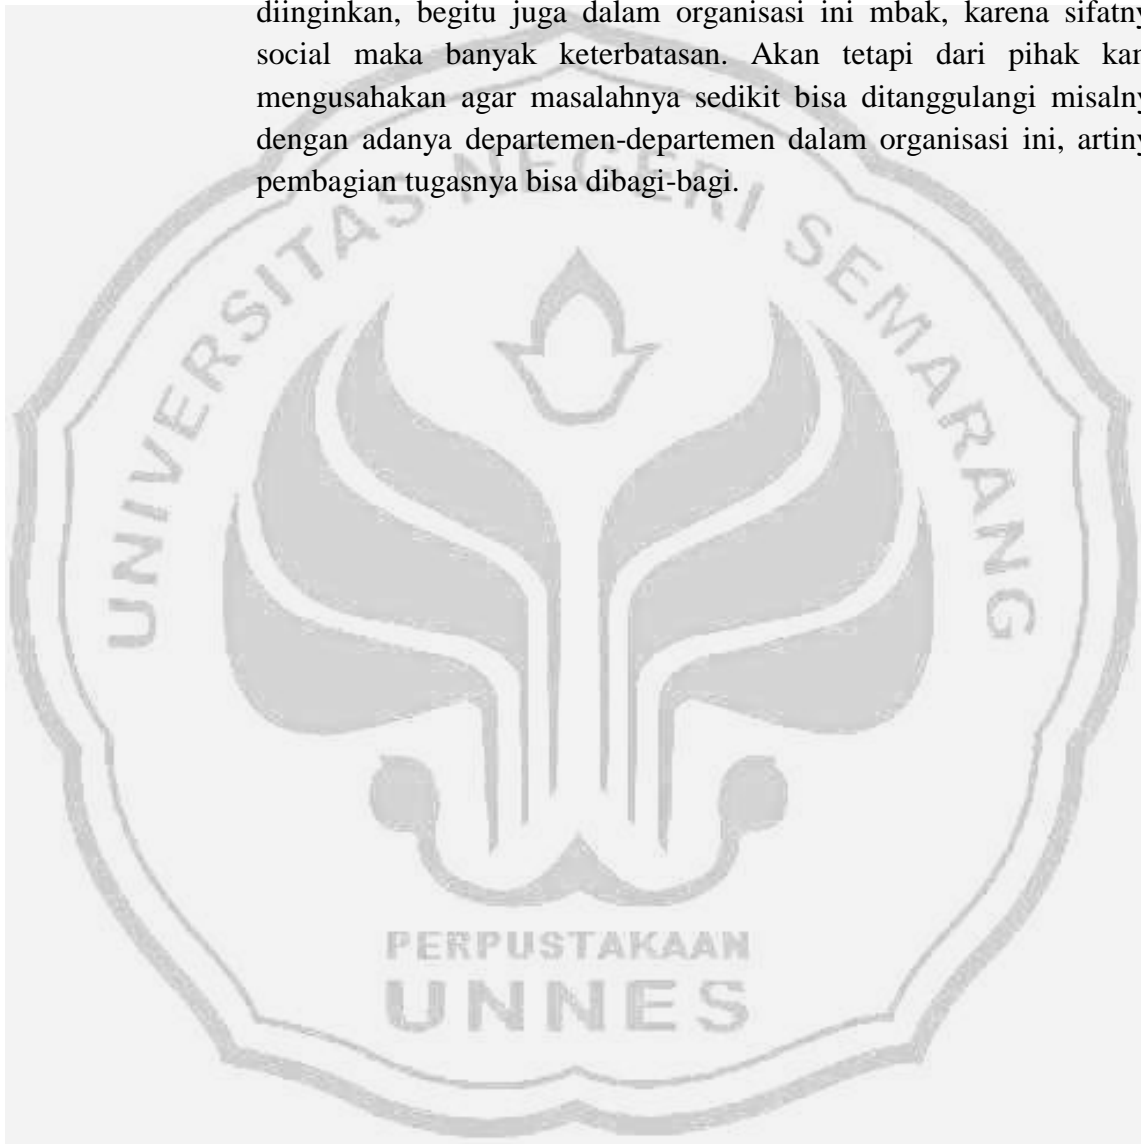 diinginkan, begitu juga dalam organisasi ini mbak, karena sifatny
social maka banyak keterbatasan. Akan tetapi dari pihak kam
mengusahakan agar masalahnya sedikit bisa ditanggulangi misalny
dengan adanya departemen-departemen dalam organisasi ini, artiny
pembagian tugasnya bisa dibagi-bagi.
UNIVERSITAS NEGERI SEMARANG
PERPUSTAKAAN
UNNES